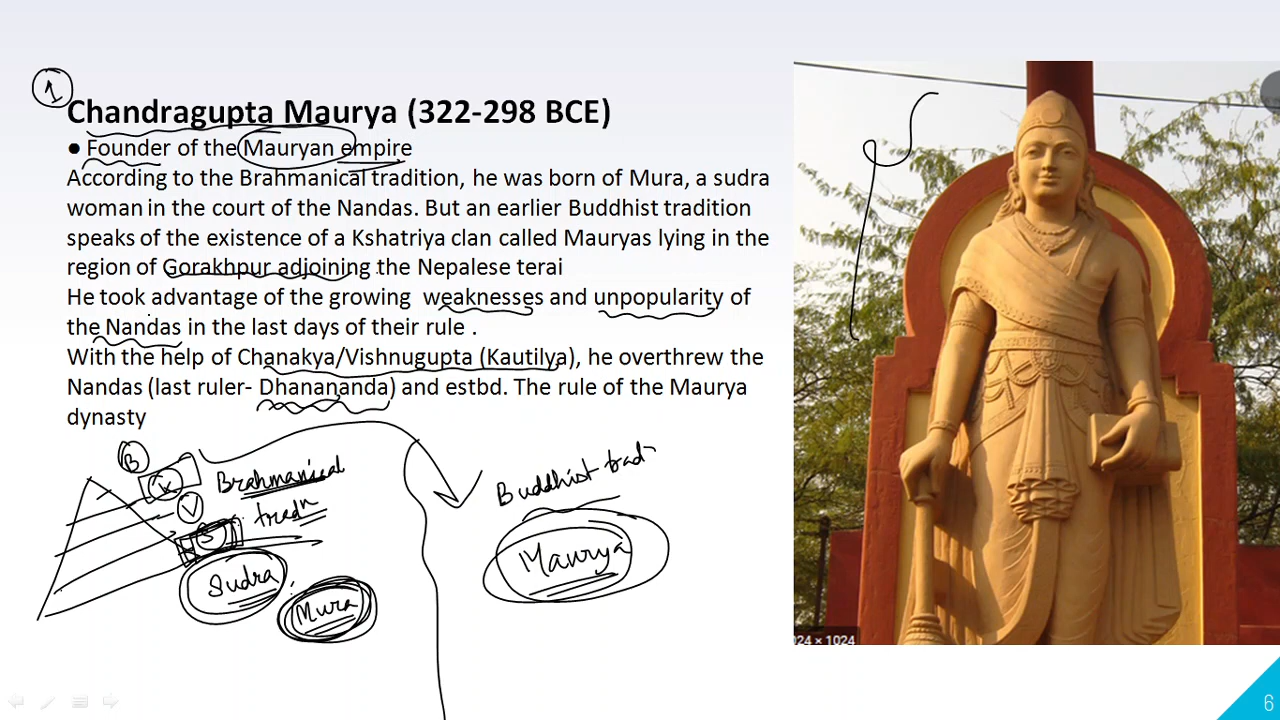 1
Chandragupta Maurya (322-298 BCE)
● Founder of the Mauryan empire
According to the Brahmanical tradition, he was born of Mura, a sudra
woman in the court of the Nandas. But an earlier Buddhist tradition
speaks of the existence of a Kshatriya clan called Mauryas lying in the
region of Gorakhpur adjoining the Nepalese terai
He took advantage of the growing weaknesses and unpopularity of
the Nandas in the last days of their rule .
With the help of Chanakya/Vishnugupta (Kautilya), he overthrew the
Nandas (last ruler- Dhanananda) and estbd. The rule of the Maurya
dynasty
B
K
V
S
Brahmanical
tradn
Sudra
Mura
Buddhist trad
Maurya
024 × 1024
6